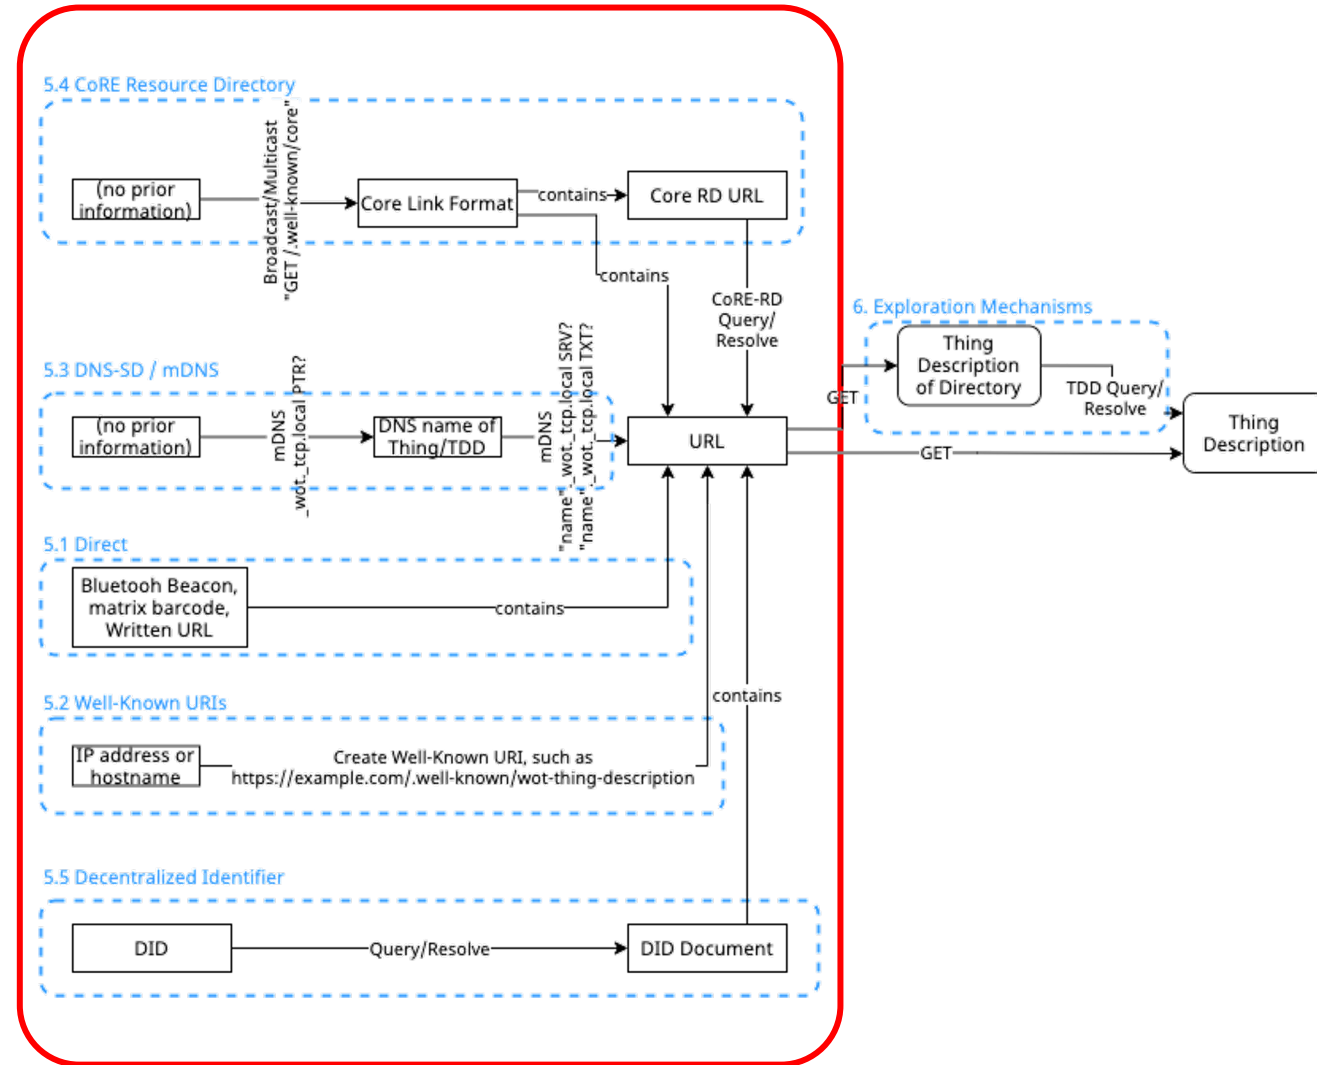 5.4 CoRE Resource Directory
(no prior
information)
Broadcast/Multicast
"GET /.well-known/core"
Core Link Format
contains
Core RD URL
contains
CoRE-RD
Query/
Resolve
6. Exploration Mechanisms
Thing
Description
of Directory
TDD Query/
Resolve
GET
Thing
Description
5.3 DNS-SD / mDNS
(no prior
information)
mDNS
_wot._tcp.local PTR?
DNS name of
Thing/TDD
mDNS
"name"._wot._tcp.local SRV?
"name"._wot._tcp.local TXT?
URL
GET
5.1 Direct
Bluetooh Beacon,
matrix barcode,
Written URL
contains
5.2 Well-Known URIs
IP address or
hostname
Create Well-Known URI, such as
https://example.com/.well-known/wot-thing-description
contains
5.5 Decentralized Identifier
DID
Query/Resolve
DID Document